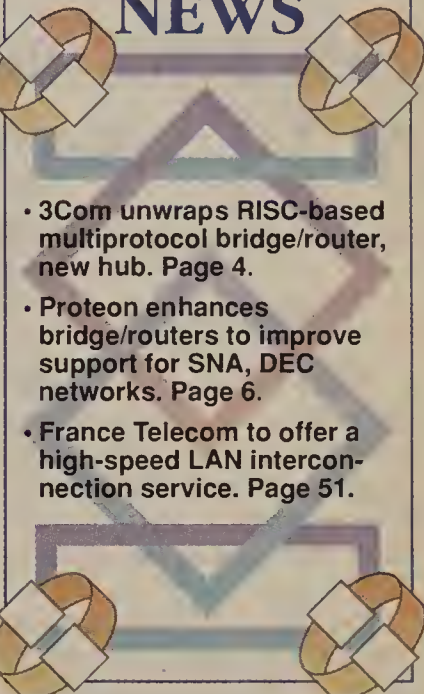 NEWS
• 3Com unwraps RISC-based
multiprotocol bridge/router,
new hub. Page 4.
• Proteon enhances
bridge/routers to improve
support for SNA, DEC
networks. Page 6.
• France Telecom to offer a
high-speed LAN intercon-
nection service. Page 51.